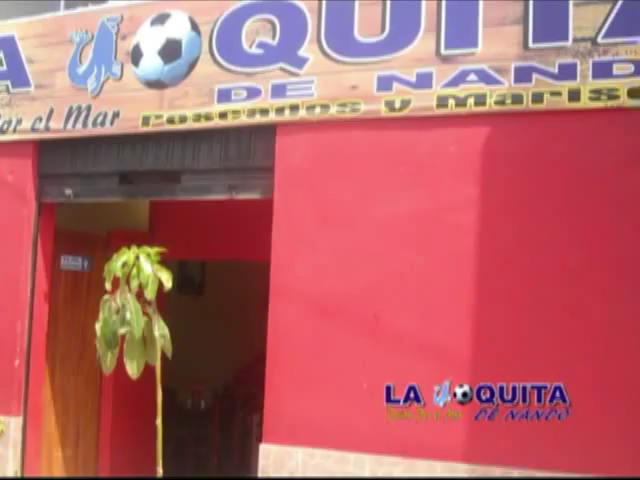 A QUITA
DE NANDO
Por el Mar
Pescados y Marisc
LA QUITA
DE NANDO